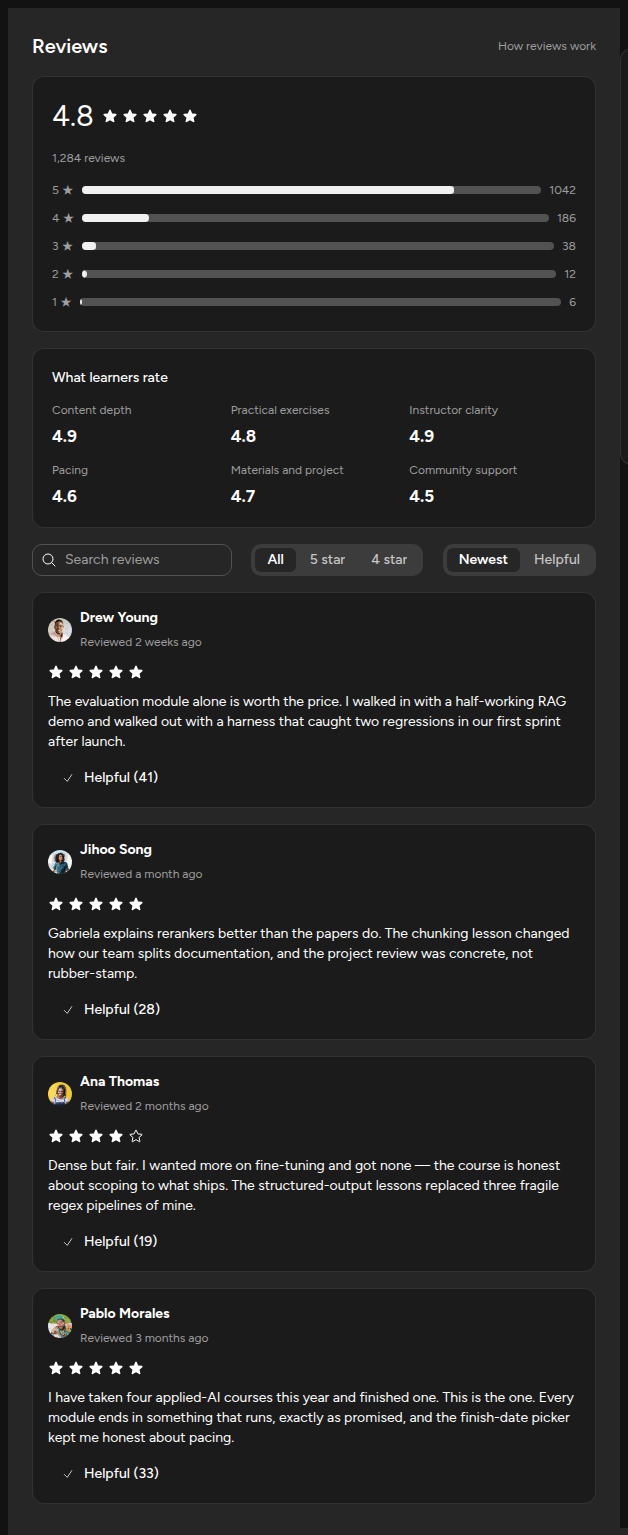 Reviews
How reviews work
4.8
1,284 reviews
5 ★ 1042
4 ★ 186
3 ★ 38
2 ★ 12
1 ★ 6
What learners rate
Content depth Practical exercises Instructor clarity
4.9 4.8 4.9
Pacing Materials and project Community support
4.6 4.7 4.5
Search reviews All 5 star 4 star Newest Helpful
Drew Young
Reviewed 2 weeks ago
The evaluation module alone is worth the price. I walked in with a half-working RAG
demo and walked out with a harness that caught two regressions in our first sprint
after launch.
Helpful (41)
Jihoo Song
Reviewed a month ago
Gabriela explains rerankers better than the papers do. The chunking lesson changed
how our team splits documentation, and the project review was concrete, not
rubber-stamp.
Helpful (28)
Ana Thomas
Reviewed 2 months ago
Dense but fair. I wanted more on fine-tuning and got none — the course is honest
about scoping to what ships. The structured-output lessons replaced three fragile
regex pipelines of mine.
Helpful (19)
Pablo Morales
Reviewed 3 months ago
I have taken four applied-AI courses this year and finished one. This is the one. Every
module ends in something that runs, exactly as promised, and the finish-date picker
kept me honest about pacing.
Helpful (33)